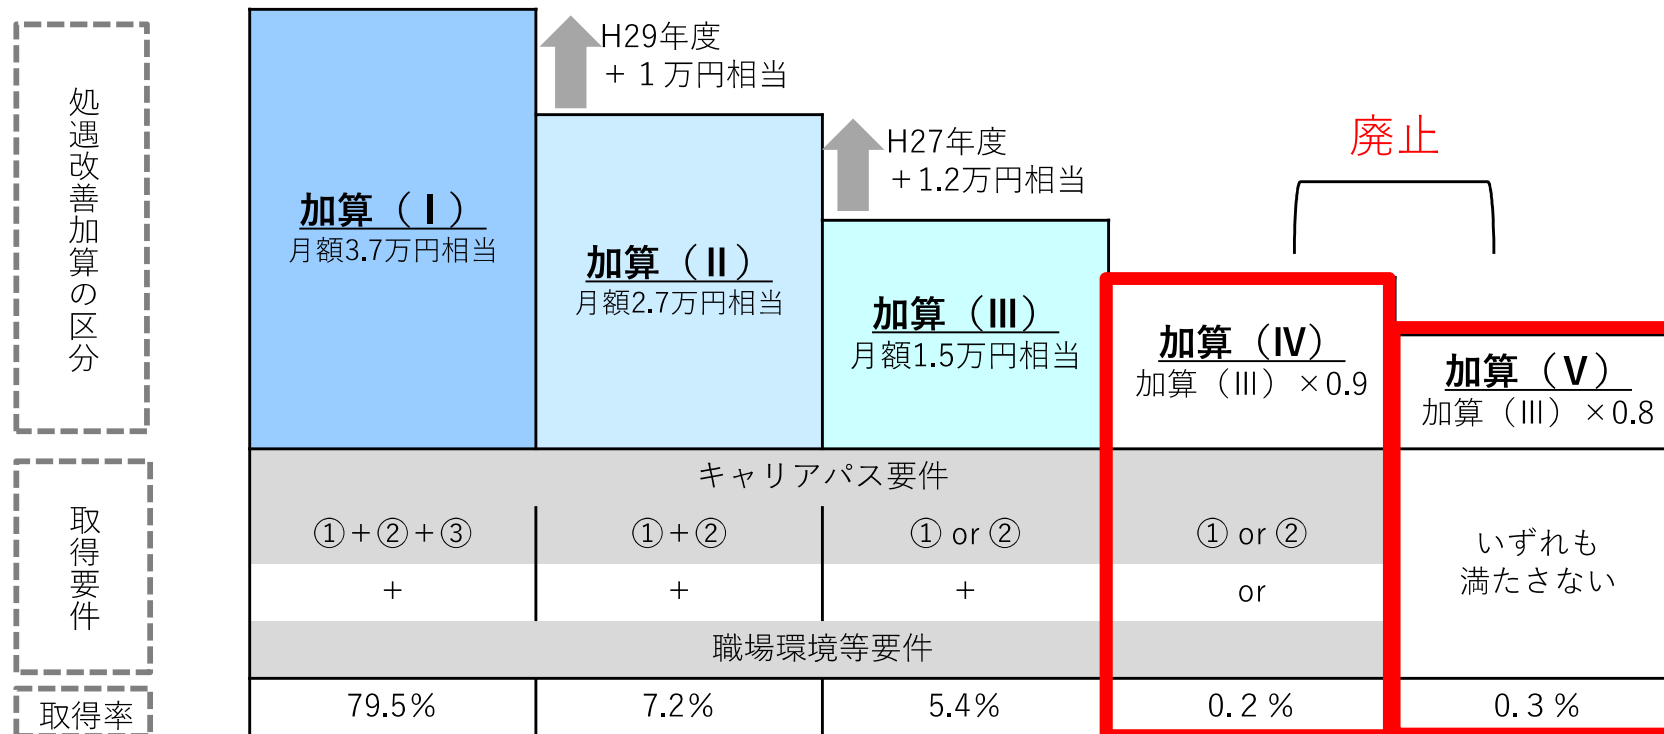 処遇改善加算の区分
加算（Ⅰ）
月額3.7万円相当
H29年度
+ 1 万円相当
加算（Ⅱ）
月額2.7万円相当
H27年度
+1.2万円相当
加算（Ⅲ）
月額1.5万円相当
廃止
加算（Ⅳ）
加算（Ⅲ）×0.9
加算（Ⅴ）
加算（Ⅲ）×0.8
取得要件
キャリアパス要件
①+②+③
①+②
① or ②
① or ②
+
+
+
or
職場環境等要件
いずれも
満たさない
取得率
79.5%
7.2%
5.4%
0.2 %
0.3 %